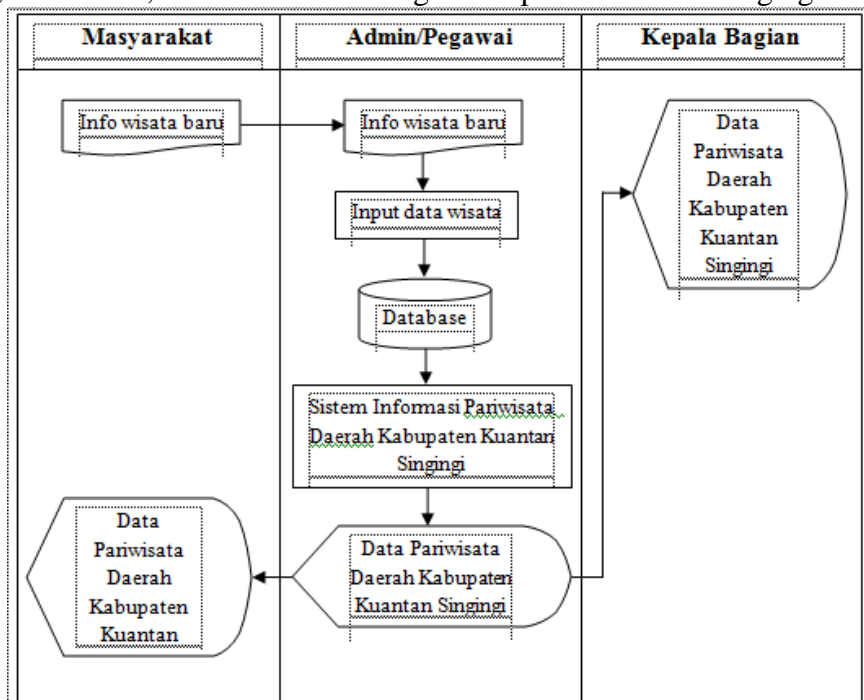 Masyarakat
Admin/Pegawai
Kepala Bagian
Info wisata baru
Info wisata baru
Data
Pariwisata
Daerah
Kabupaten
Kuantan
Singingi
Input data wisata
Database
Sistem Informasi Pariwisata
Daerah Kabupaten Kuantan
Singingi
Data
Pariwisata
Daerah
Kabupaten
Kuantan
Data Pariwisata
Daerah Kabupaten
Kuantan Singingi